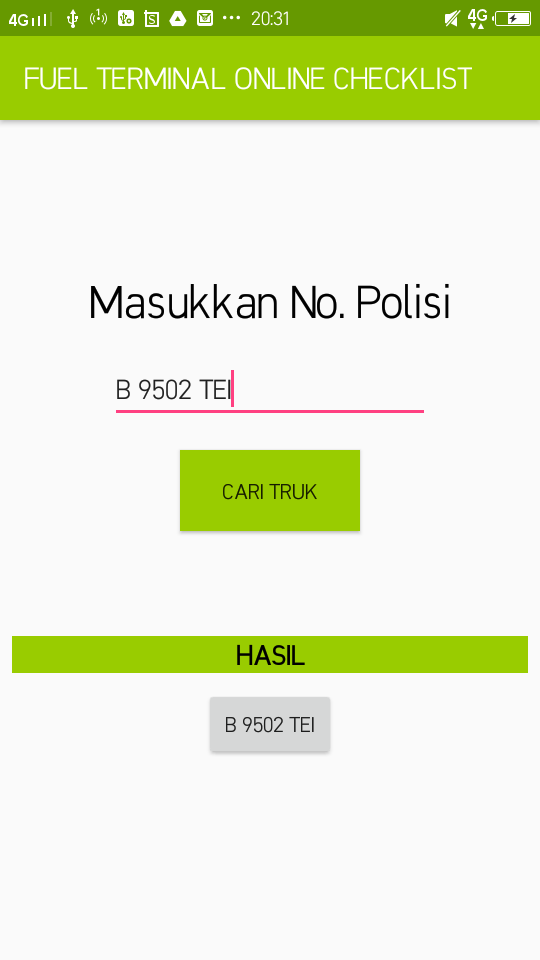 4G 20:31 4G
FUEL TERMINAL ONLINE CHECKLIST
Masukkan No. Polisi
B 9502 TEI
CARI TRUK
HASIL
B 9502 TEI